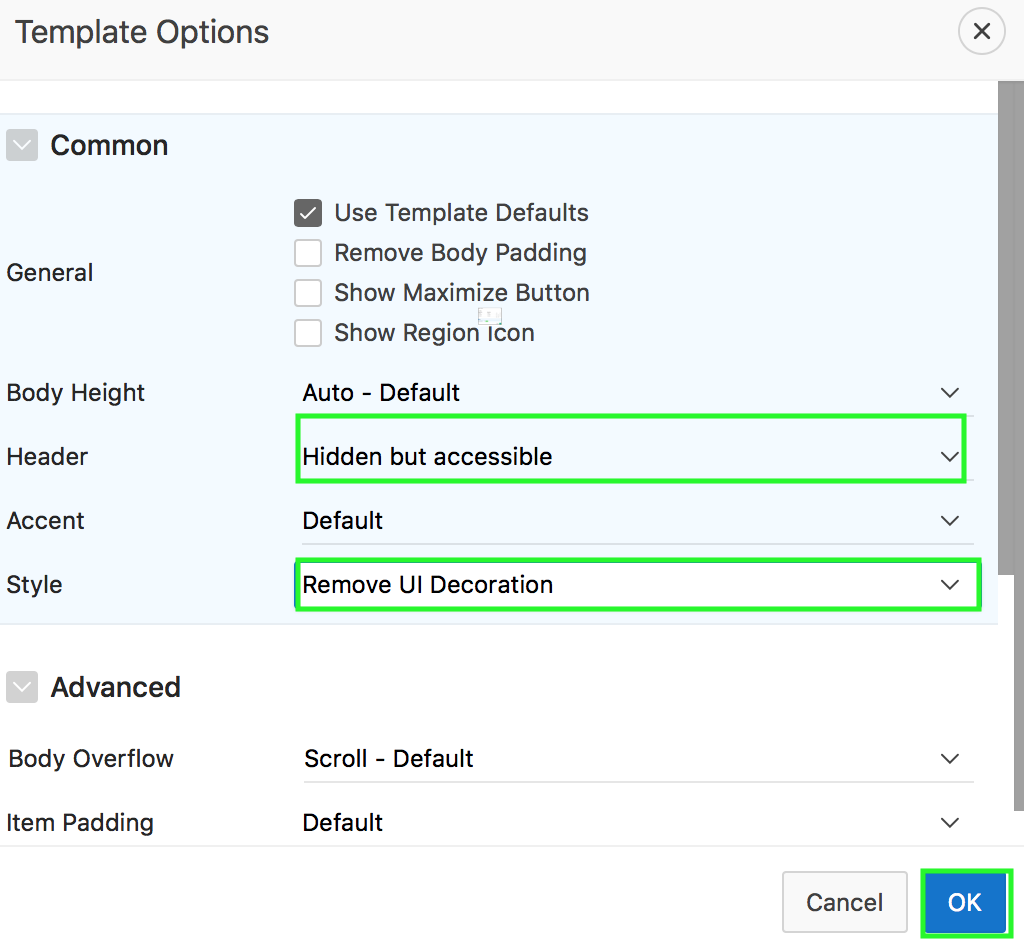 Template Options
Common
General
Use Template Defaults
Remove Body Padding
Show Maximize Button
Show Region Icon
Body Height Auto - Default
Header Hidden but accessible
Accent Default
Style Remove UI Decoration
Advanced
Body Overflow Scroll - Default
Item Padding Default
Cancel OK